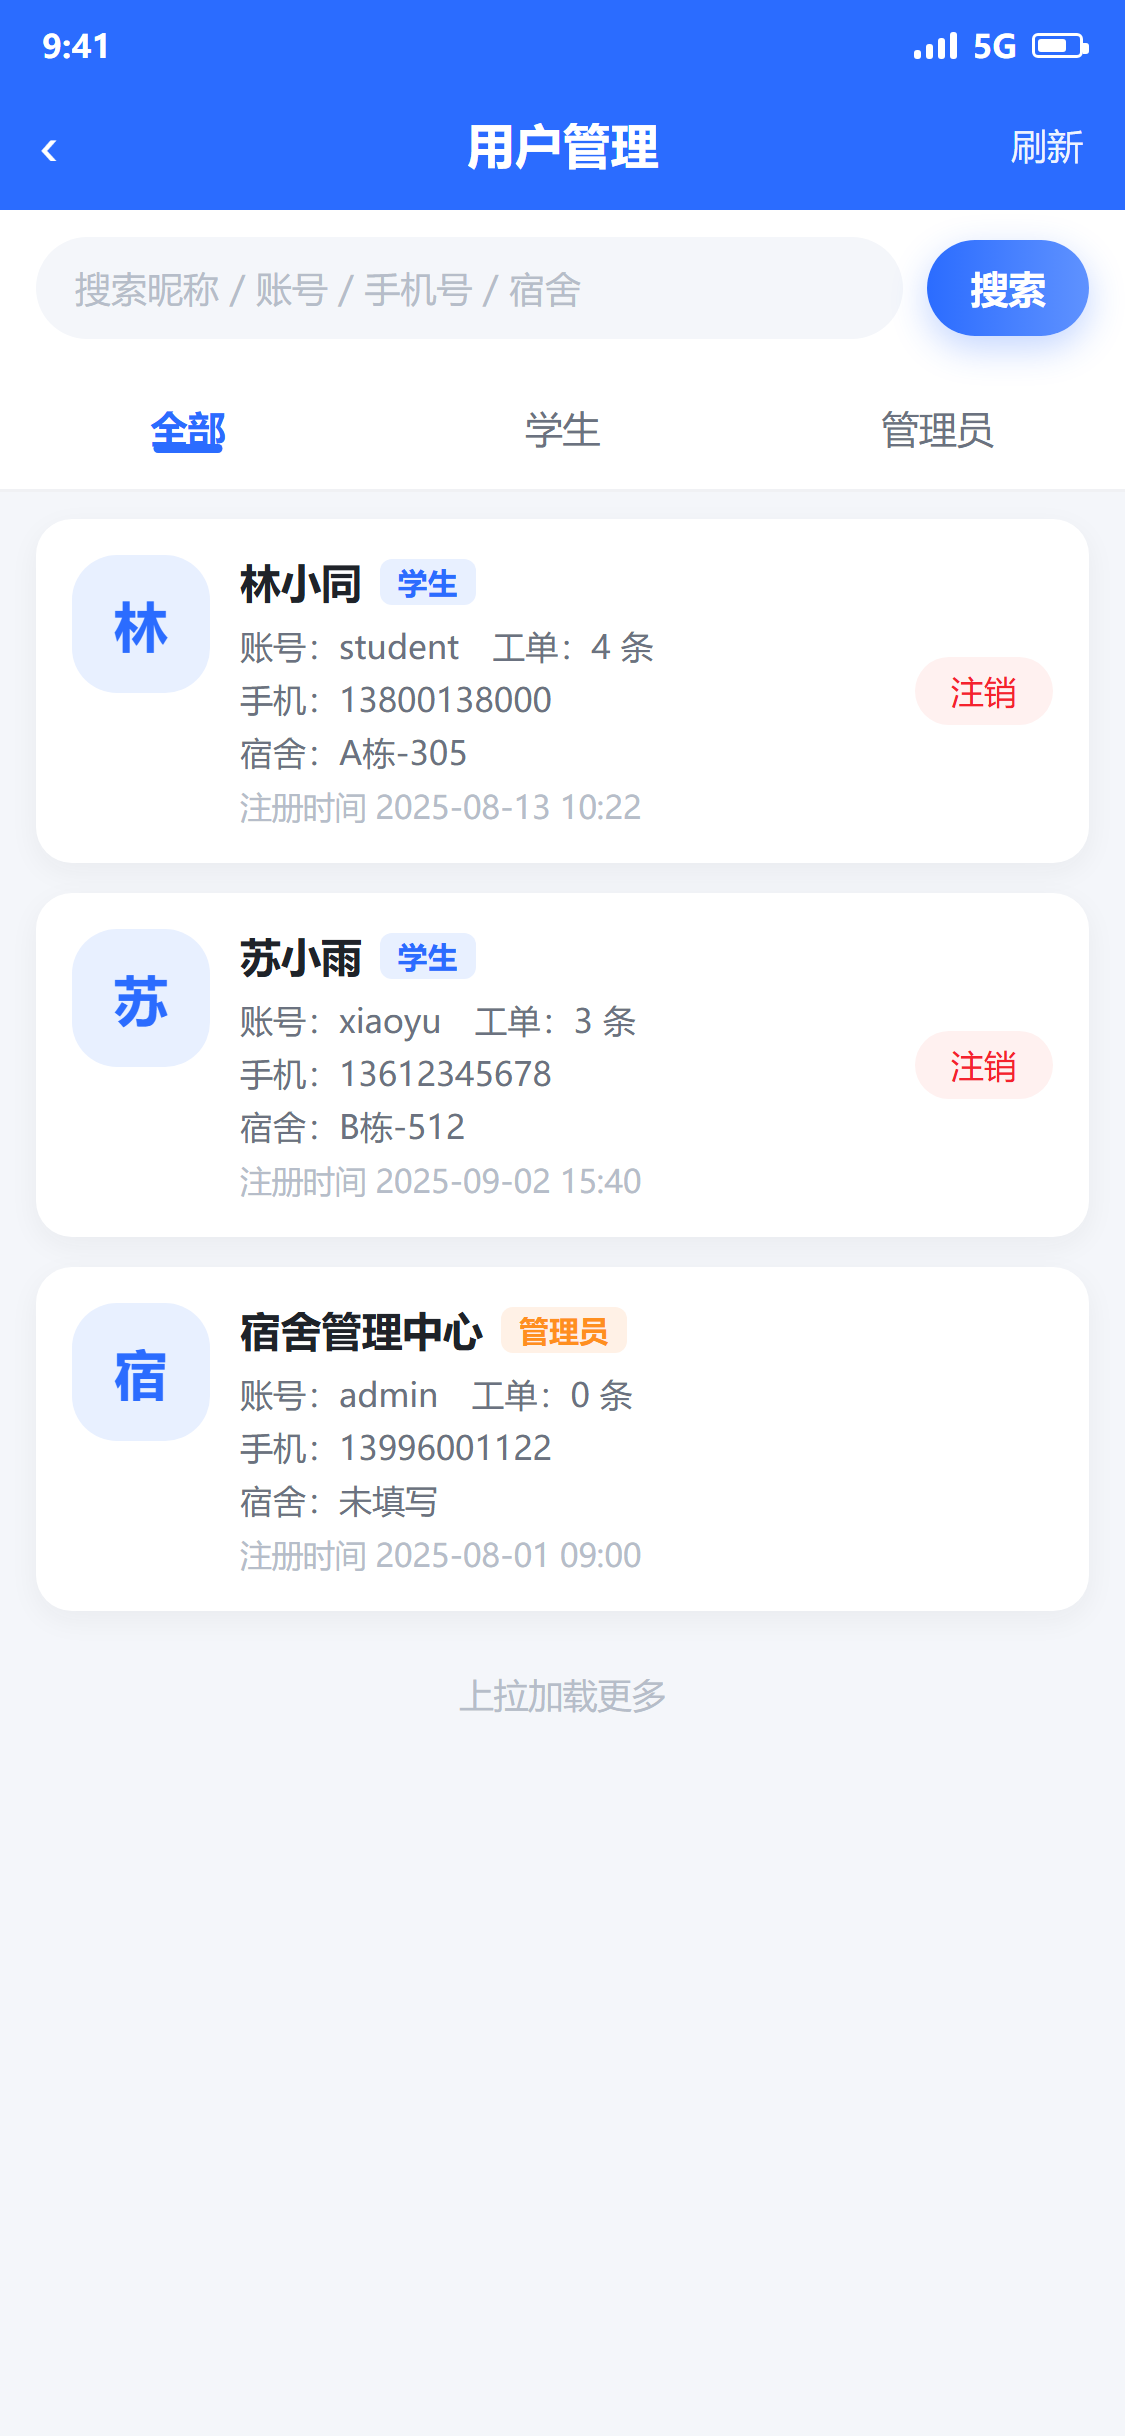 9:41 5G
‹ 用户管理 刷新
搜索昵称 / 账号 / 手机号 / 宿舍 搜索
全部 学生 管理员
林 林小同 学生
账号：student 工单：4 条
手机：13800138000
注销
宿舍：A栋-305
注册时间 2025-08-13 10:22
苏 苏小雨 学生
账号：xiaoyu 工单：3 条
手机：13612345678
注销
宿舍：B栋-512
注册时间 2025-09-02 15:40
宿 宿舍管理中心 管理员
账号：admin 工单：0 条
手机：13996001122
宿舍：未填写
注册时间 2025-08-01 09:00
上拉加载更多